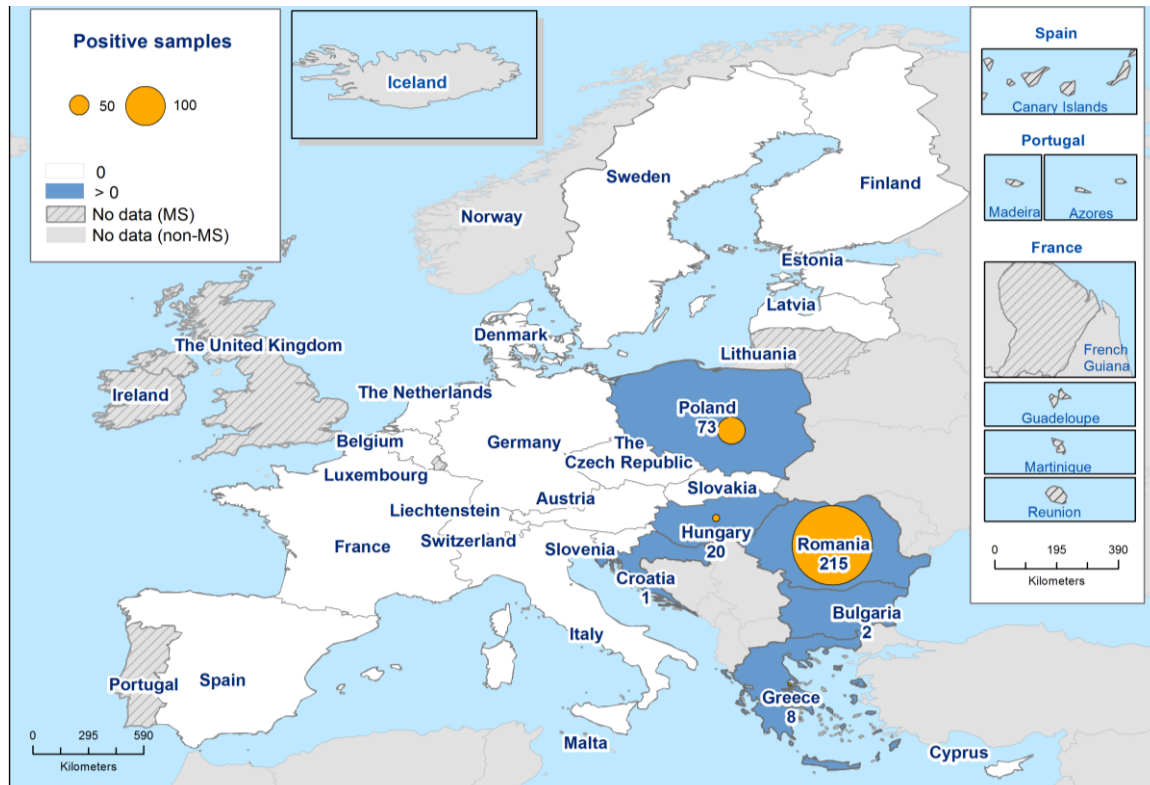 Positive samples
50
100
0
> 0
No data (MS)
No data (non-MS)
Iceland
Spain
Canary Islands
Portugal
Madeira
Azores
France
French
Guiana
Guadeloupe
Martinique
Reunion
0
195
390
Kilometers
Sweden
Finland
Norway
Estonia
Latvia
Denmark
The United Kingdom
Lithuania
Ireland
The Netherlands
Poland
73
Belgium
Germany
The
Czech Republic
Luxembourg
Slovakia
Austria
Liechtenstein
Hungary
20
Switzerland
France
Slovenia
Romania
215
Croatia
1
Bulgaria
2
Italy
Portugal
Spain
Greece
8
Malta
Cyprus
0
295
590
Kilometers